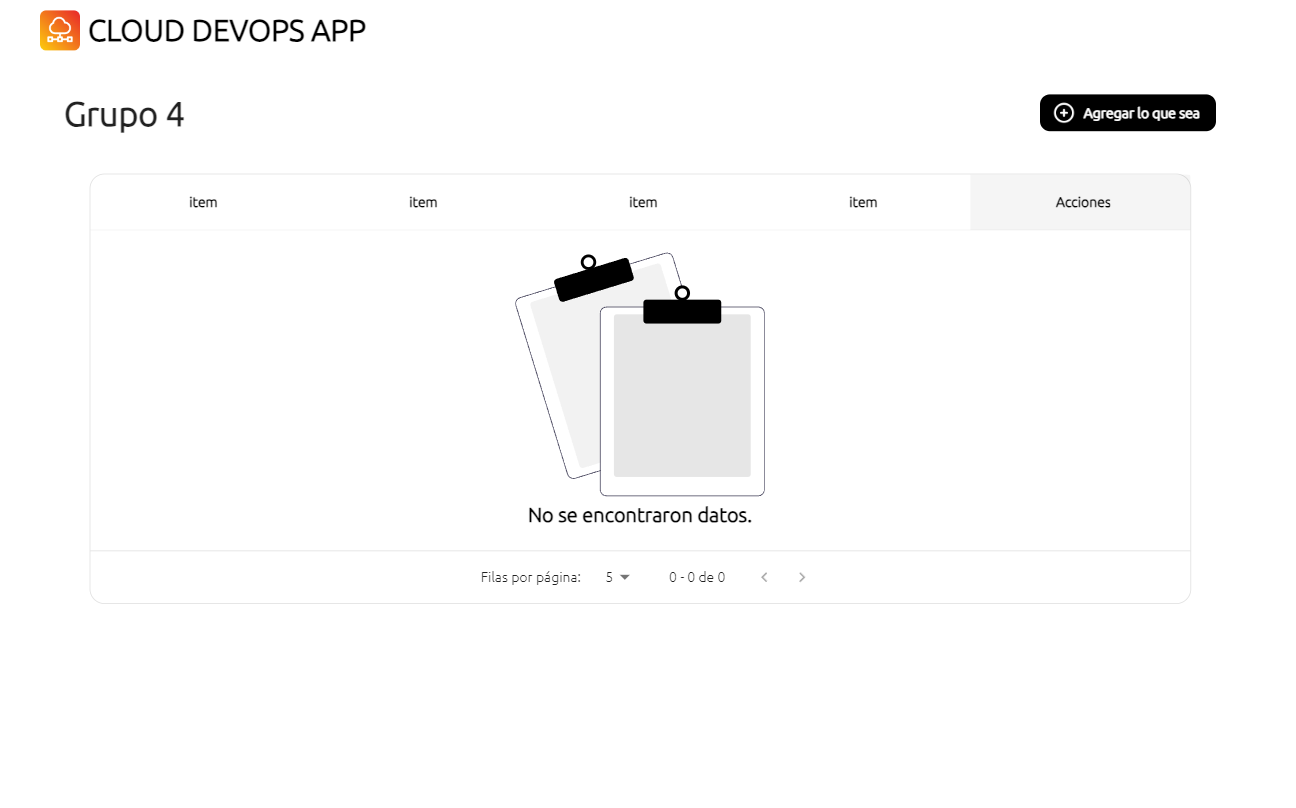 CLOUD DEVOPS APP
Grupo 4
Agregar lo que sea
item item item item Acciones
No se encontraron datos.
Filas por página: 5 0 - 0 de 0